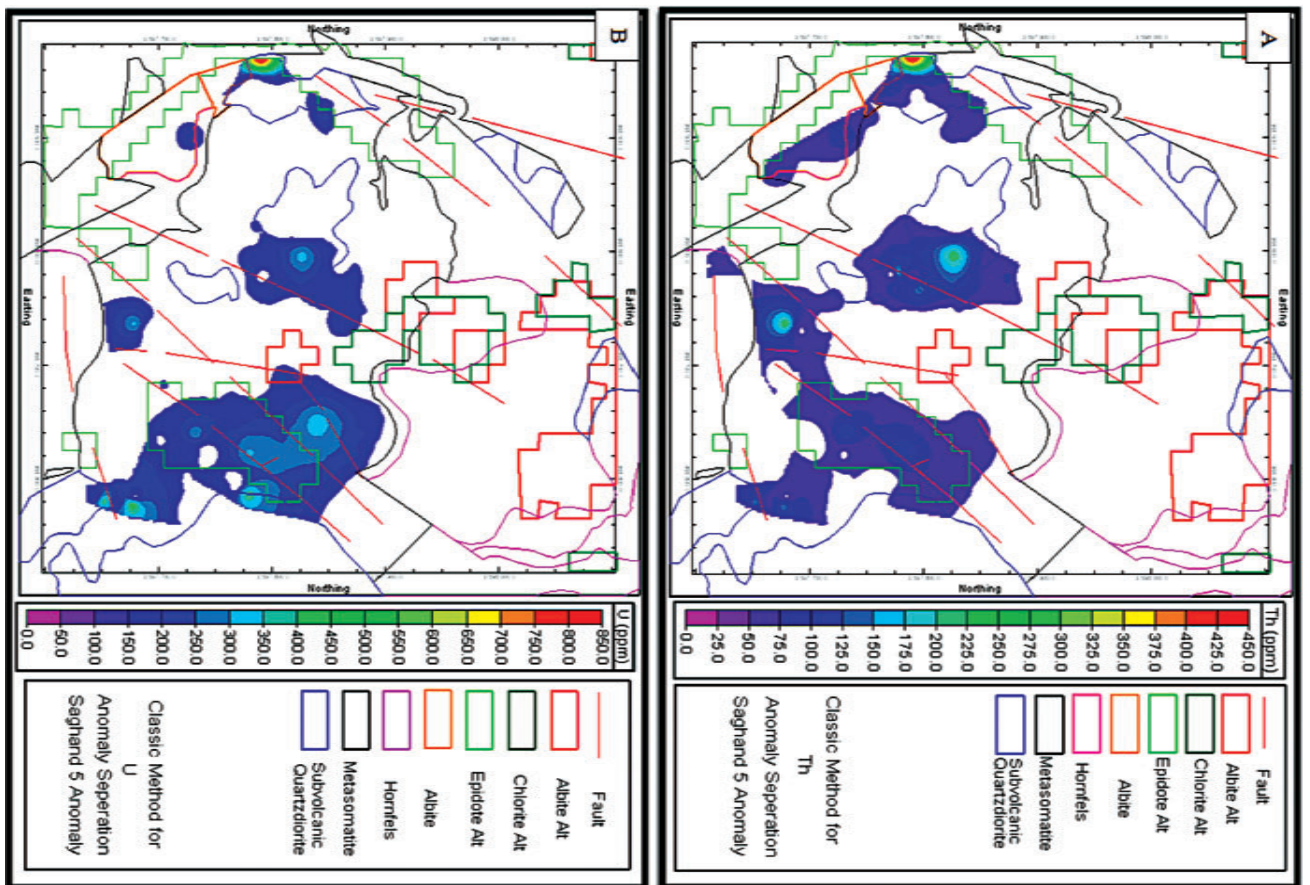 A
Easting
Northing
Northing
Th (ppm)
450.0
425.0
400.0
375.0
350.0
325.0
300.0
275.0
250.0
225.0
200.0
175.0
150.0
125.0
100.0
75.0
50.0
25.0
0.0
Fault
Albite Alt
Chlorite Alt
Epidote Alt
Albite
Hornfels
Metasomatite
Subvolcanic
Quartzdiorite
Classic Method for
Th
Anomaly Seperation
Saghand 5 Anomaly
B
Northing
Easting
Easting
Northing
U (ppm)
850.0
800.0
750.0
700.0
650.0
600.0
550.0
500.0
450.0
400.0
350.0
300.0
250.0
200.0
150.0
100.0
50.0
0.0
Fault
Albite Alt
Chlorite Alt
Epidote Alt
Albite
Hornfels
Metasomatite
Subvolcanic
Quartzdiorite
Classic Method for
U
Anomaly Seperation
Saghand 5 Anomaly